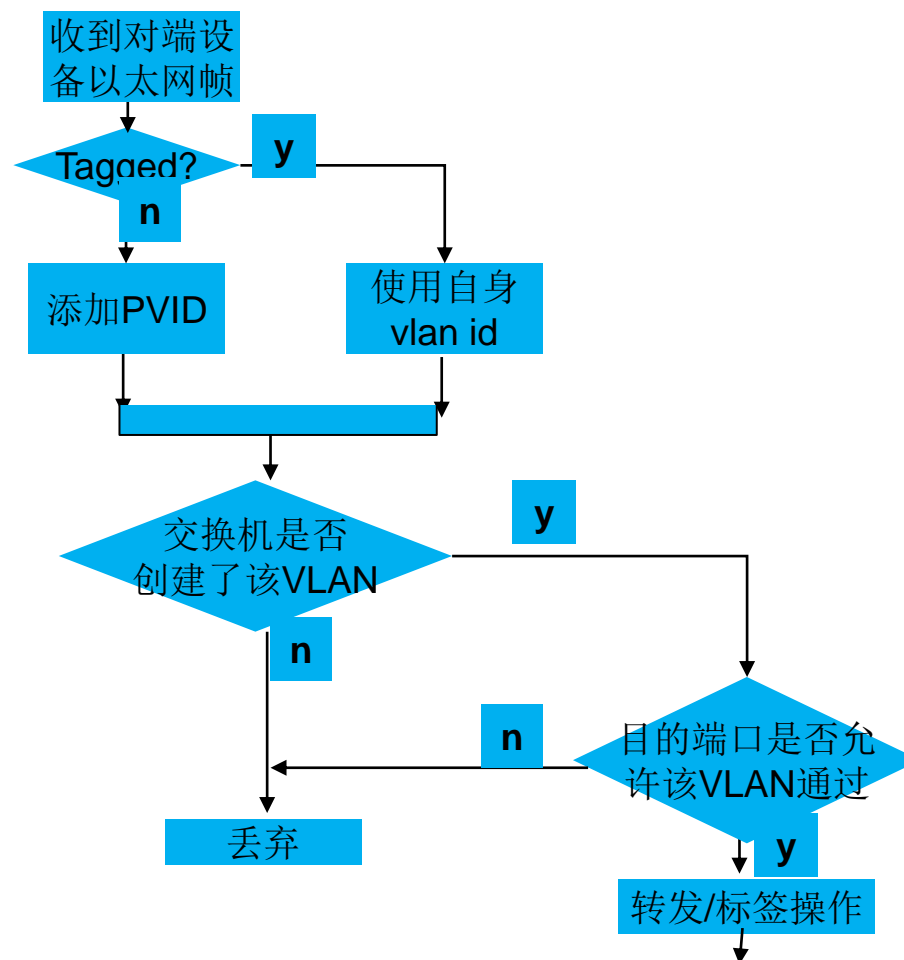 收到对端设
备以太网帧
Tagged?
y
n
添加PVID
使用自身
vlan id
交换机是否
创建了该VLAN
y
n
目的端口是否允
许该VLAN通过
n
丢弃
y
转发/标签操作